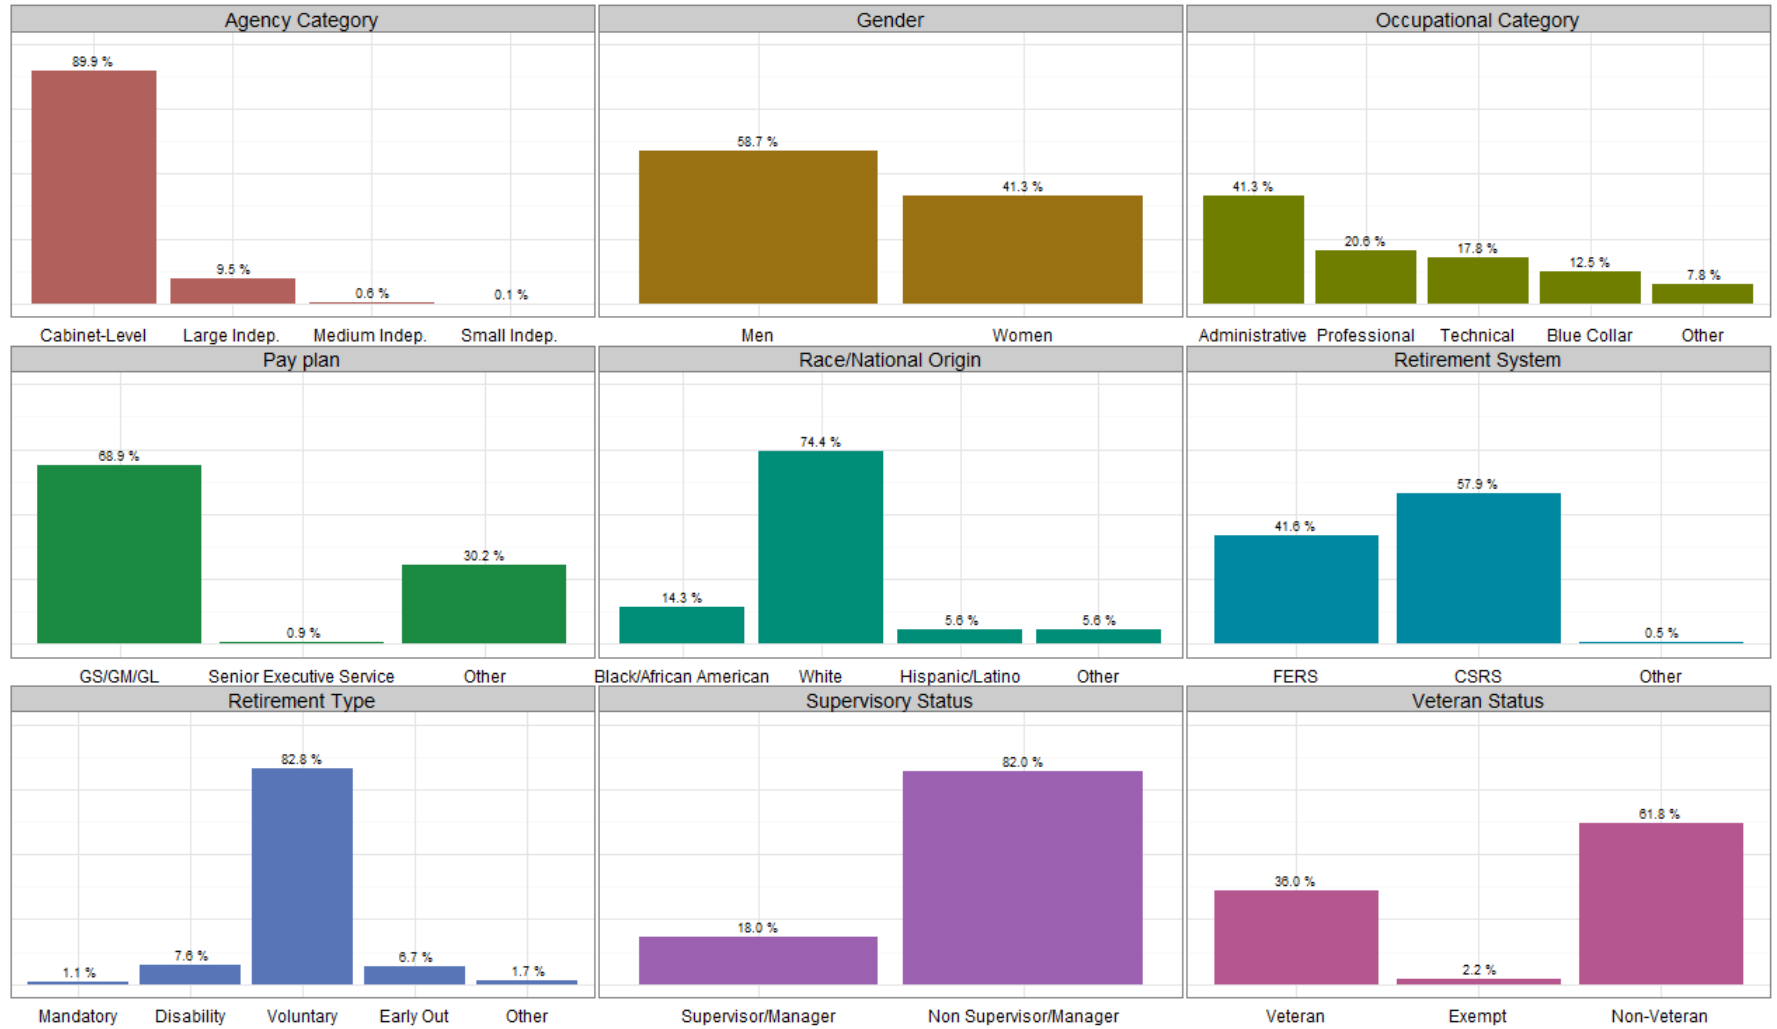 Agency Category
89.9 %
9.5 %
0.6 %
0.1 %
Cabinet-Level Large Indep. Medium Indep. Small Indep.
Gender
58.7 %
41.3 %
Men Women
Occupational Category
41.3 %
20.6 %
17.8 %
12.5 %
7.8 %
Administrative Professional Technical Blue Collar Other
Pay plan
68.9 %
0.9 %
30.2 %
GS/GM/GL Senior Executive Service Other
Race/National Origin
14.3 %
74.4 %
5.6 %
5.6 %
Black/African American White Hispanic/Latino Other
Retirement System
41.6 %
57.9 %
0.5 %
FERS CSRS Other
Retirement Type
1.1 %
7.6 %
82.8 %
6.7 %
1.7 %
Mandatory Disability Voluntary Early Out Other
Supervisory Status
18.0 %
82.0 %
Supervisor/Manager Non Supervisor/Manager
Veteran Status
36.0 %
2.2 %
61.8 %
Veteran Exempt Non-Veteran